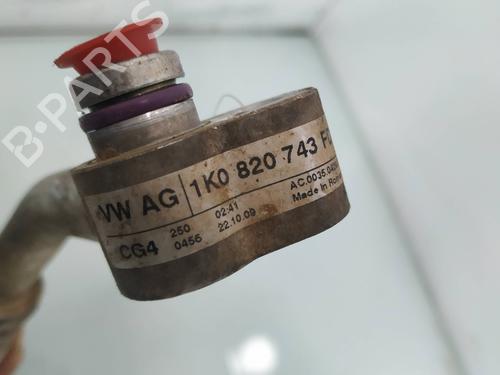 B-PARTS
VW AG 1K0 820 743
CG4 250 02:41 AC.0035.04
0456 22.10.09 Made in